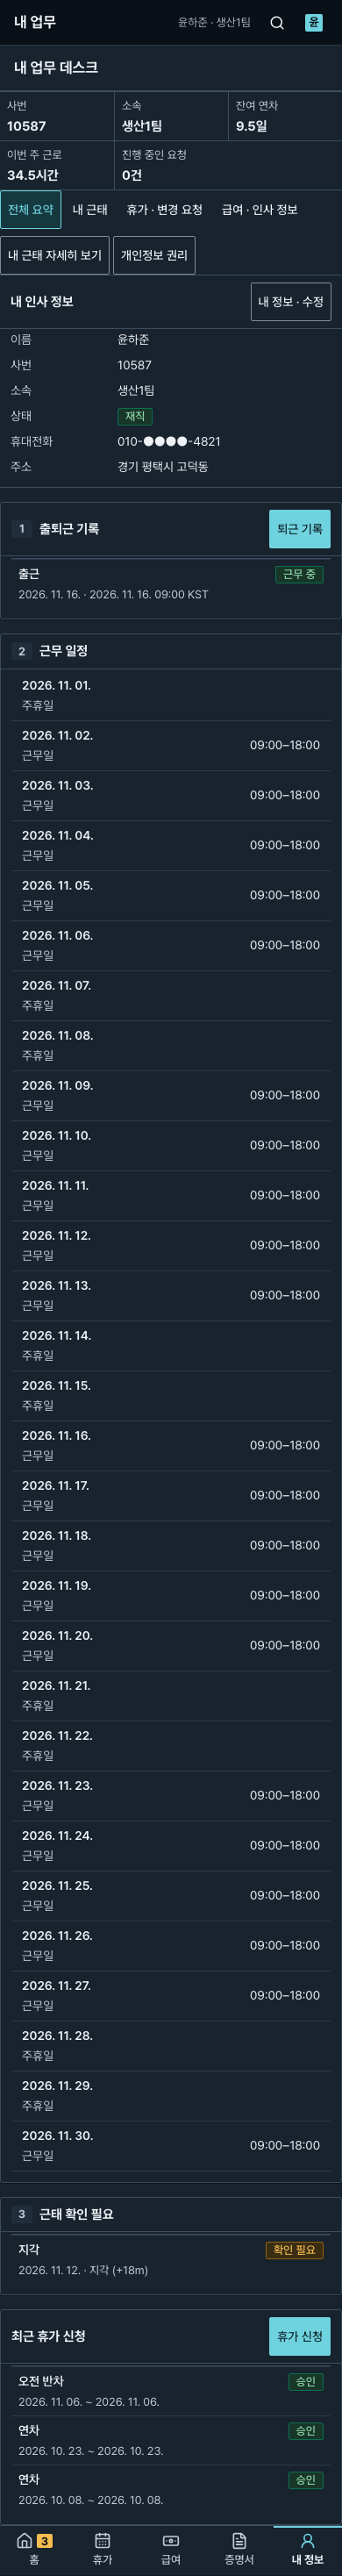 내 업무
윤하준 · 생산1팀
윤
내 업무 데스크
사번
10587
소속
생산1팀
잔여 연차
9.5일
이번 주 근로
34.5시간
진행 중인 요청
0건
전체 요약
내 근태
휴가 · 변경 요청
급여 · 인사 정보
내 근태 자세히 보기
개인정보 권리
내 인사 정보
내 정보 · 수정
이름 윤하준
사번 10587
소속 생산1팀
상태 재직
휴대전화 010-●●●●-4821
주소 경기 평택시 고덕동
1 출퇴근 기록
퇴근 기록
출근
근무 중
2026. 11. 16. · 2026. 11. 16. 09:00 KST
2 근무 일정
2026. 11. 01.
주휴일
2026. 11. 02.
근무일
09:00–18:00
2026. 11. 03.
근무일
09:00–18:00
2026. 11. 04.
근무일
09:00–18:00
2026. 11. 05.
근무일
09:00–18:00
2026. 11. 06.
근무일
09:00–18:00
2026. 11. 07.
주휴일
2026. 11. 08.
주휴일
2026. 11. 09.
근무일
09:00–18:00
2026. 11. 10.
근무일
09:00–18:00
2026. 11. 11.
근무일
09:00–18:00
2026. 11. 12.
근무일
09:00–18:00
2026. 11. 13.
근무일
09:00–18:00
2026. 11. 14.
주휴일
2026. 11. 15.
주휴일
2026. 11. 16.
근무일
09:00–18:00
2026. 11. 17.
근무일
09:00–18:00
2026. 11. 18.
근무일
09:00–18:00
2026. 11. 19.
근무일
09:00–18:00
2026. 11. 20.
근무일
09:00–18:00
2026. 11. 21.
주휴일
2026. 11. 22.
주휴일
2026. 11. 23.
근무일
09:00–18:00
2026. 11. 24.
근무일
09:00–18:00
2026. 11. 25.
근무일
09:00–18:00
2026. 11. 26.
근무일
09:00–18:00
2026. 11. 27.
근무일
09:00–18:00
2026. 11. 28.
주휴일
2026. 11. 29.
주휴일
2026. 11. 30.
근무일
09:00–18:00
3 근태 확인 필요
지각
확인 필요
2026. 11. 12. · 지각 (+18m)
최근 휴가 신청
휴가 신청
오전 반차
승인
2026. 11. 06. ~ 2026. 11. 06.
연차
승인
2026. 10. 23. ~ 2026. 10. 23.
연차
승인
2026. 10. 08. ~ 2026. 10. 08.
3
홈
휴가
급여
증명서
내 정보